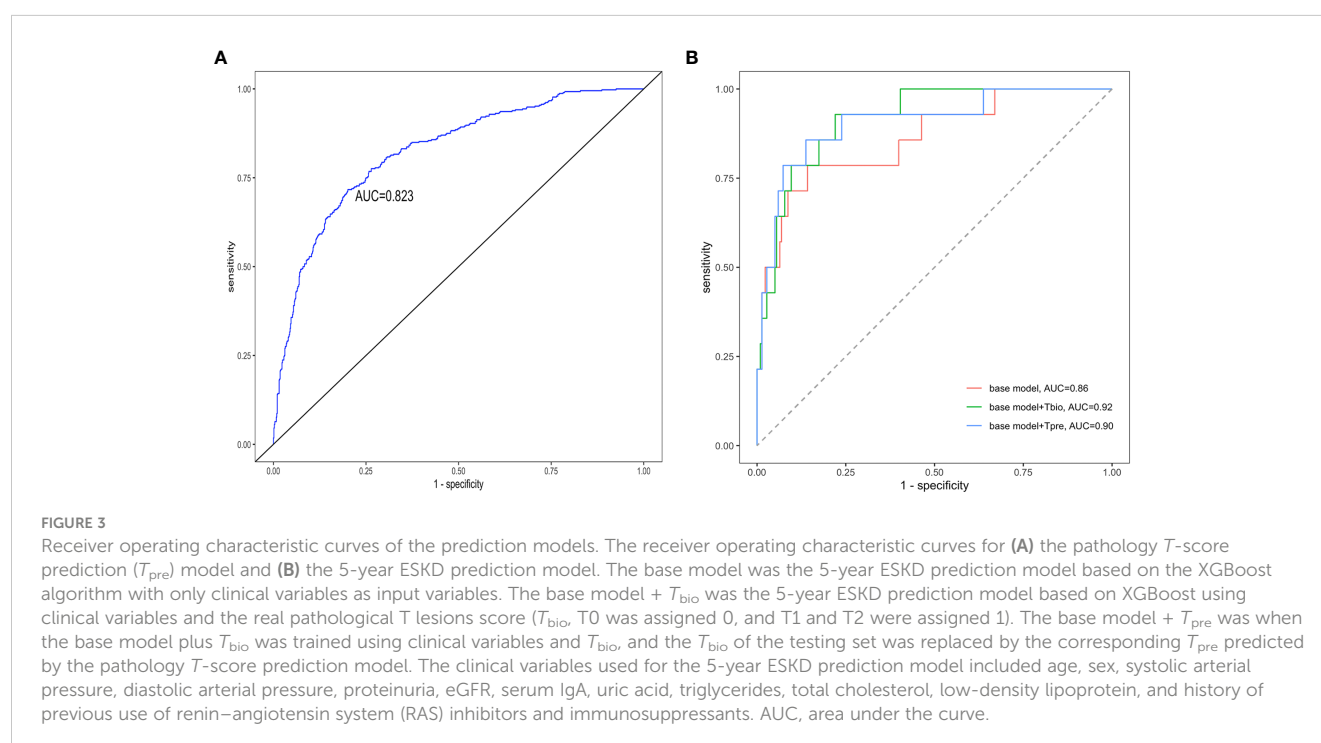 A
B
1.00
0.75
0.50
0.25
0.00
sensitivity
AUC=0.823
0.00 0.25 0.50 0.75 1.00
1 - specificity
1.00
0.75
0.50
0.25
0.00
sensitivity
base model, AUC=0.86
base model+Tbio, AUC=0.92
base model+Tpre, AUC=0.90
0.00 0.25 0.50 0.75 1.00
1 - specificity
FIGURE 3
Receiver operating characteristic curves of the prediction models. The receiver operating characteristic curves for (A) the pathology T-score
prediction (Tpre) model and (B) the 5-year ESKD prediction model. The base model was the 5-year ESKD prediction model based on the XGBoost
algorithm with only clinical variables as input variables. The base model + Tbio was the 5-year ESKD prediction model based on XGBoost using
clinical variables and the real pathological T lesions score (Tbio, T0 was assigned 0, and T1 and T2 were assigned 1). The base model + Tpre was when
the base model plus Tbio was trained using clinical variables and Tbio, and the Tbio of the testing set was replaced by the corresponding Tpre predicted
by the pathology T-score prediction model. The clinical variables used for the 5-year ESKD prediction model included age, sex, systolic arterial
pressure, diastolic arterial pressure, proteinuria, eGFR, serum IgA, uric acid, triglycerides, total cholesterol, low-density lipoprotein, and history of
previous use of renin–angiotensin system (RAS) inhibitors and immunosuppressants. AUC, area under the curve.